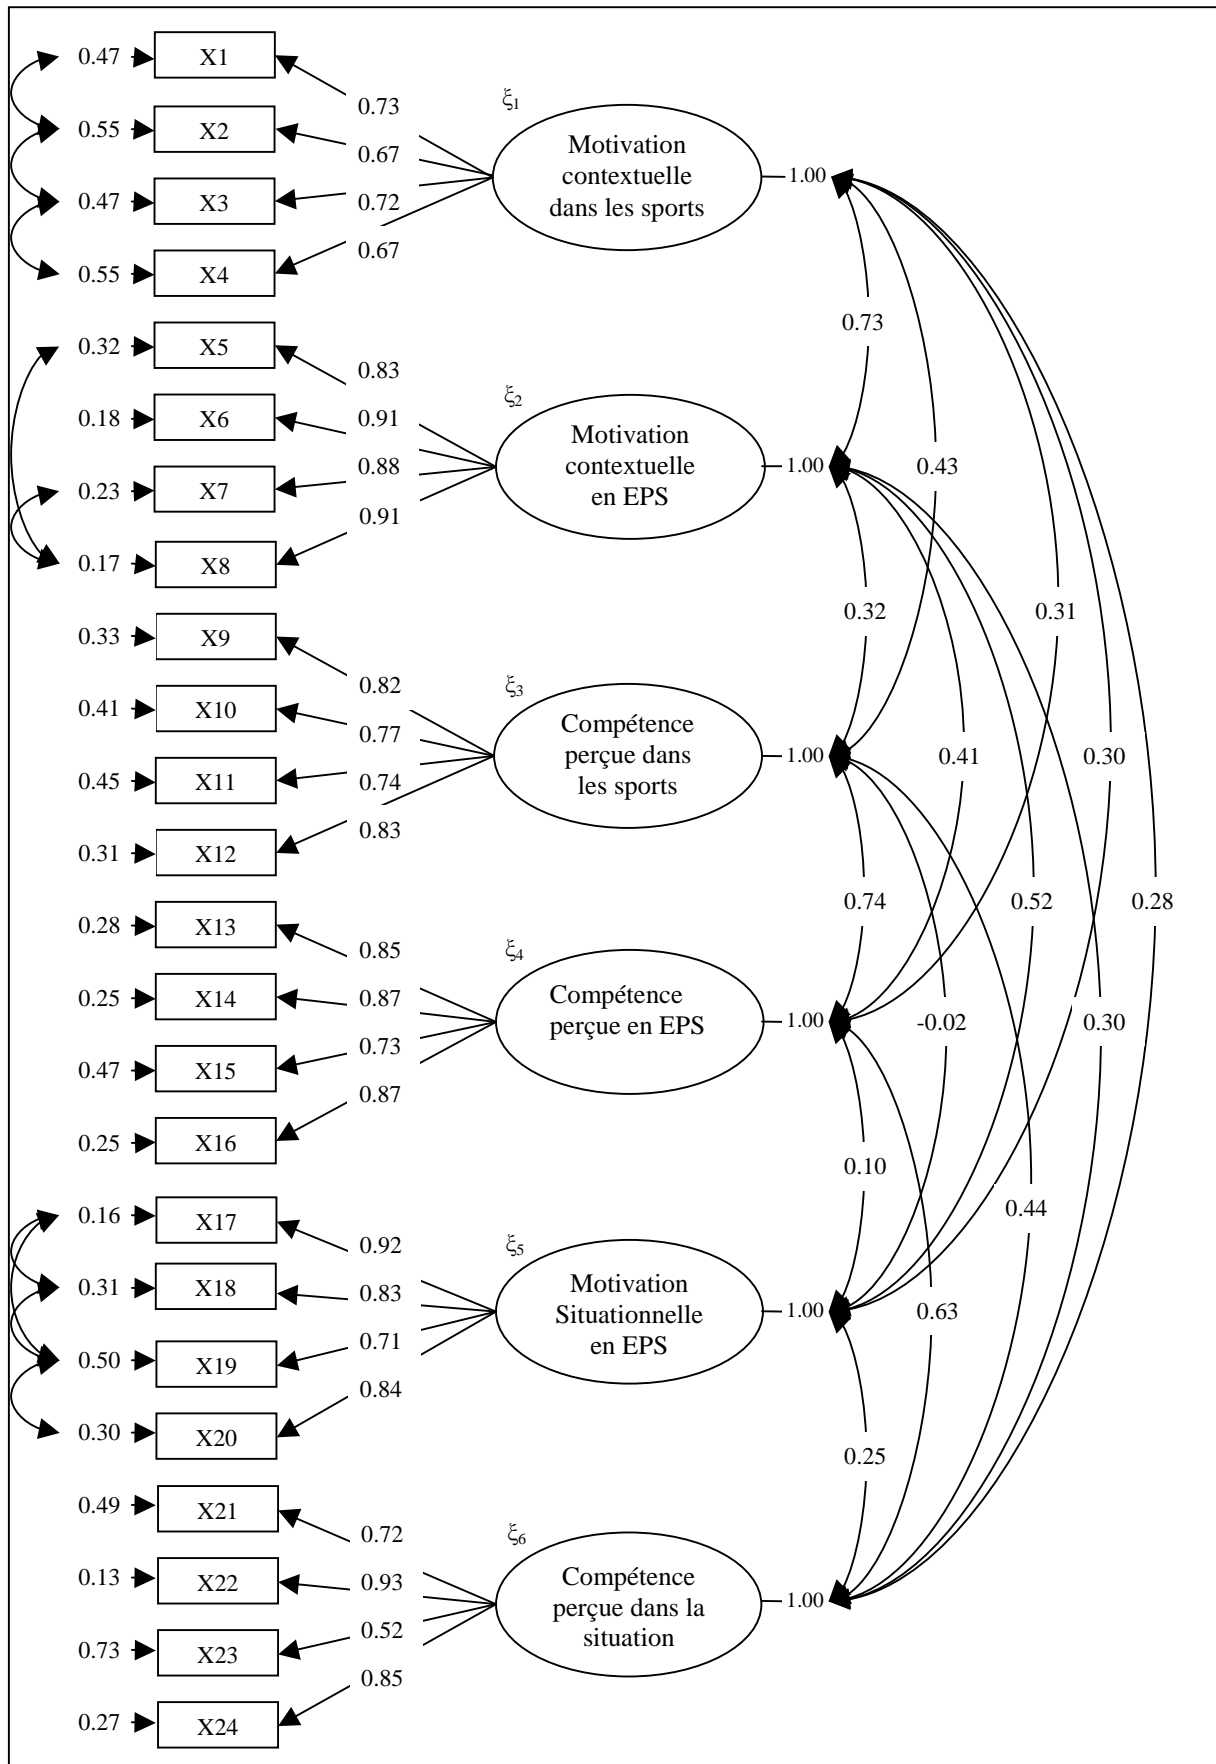 0.47 X1
0.73
0.55 X2
0.67
0.47 X3
0.72
0.55 X4
0.67
ξ1
Motivation
contextuelle
dans les sports
1.00
0.32 X5
0.83
0.18 X6
0.91
0.23 X7
0.88
0.17 X8
0.91
ξ2
Motivation
contextuelle
en EPS
1.00
0.33 X9
0.82
0.41 X10
0.77
0.45 X11
0.74
0.31 X12
0.83
ξ3
Compétence
perçue dans
les sports
1.00
0.28 X13
0.85
0.25 X14
0.87
0.47 X15
0.73
0.25 X16
0.87
ξ4
Compétence
perçue en EPS
1.00
0.16 X17
0.92
0.31 X18
0.83
0.50 X19
0.71
0.30 X20
0.84
ξ5
Motivation
Situationnelle
en EPS
1.00
0.49 X21
0.72
0.13 X22
0.93
0.73 X23
0.52
0.27 X24
0.85
ξ6
Compétence
perçue dans la
situation
1.00
0.73
0.43
0.32
0.31
0.41
0.30
0.74
0.52
0.28
-0.02
0.30
0.10
0.44
0.63
0.25